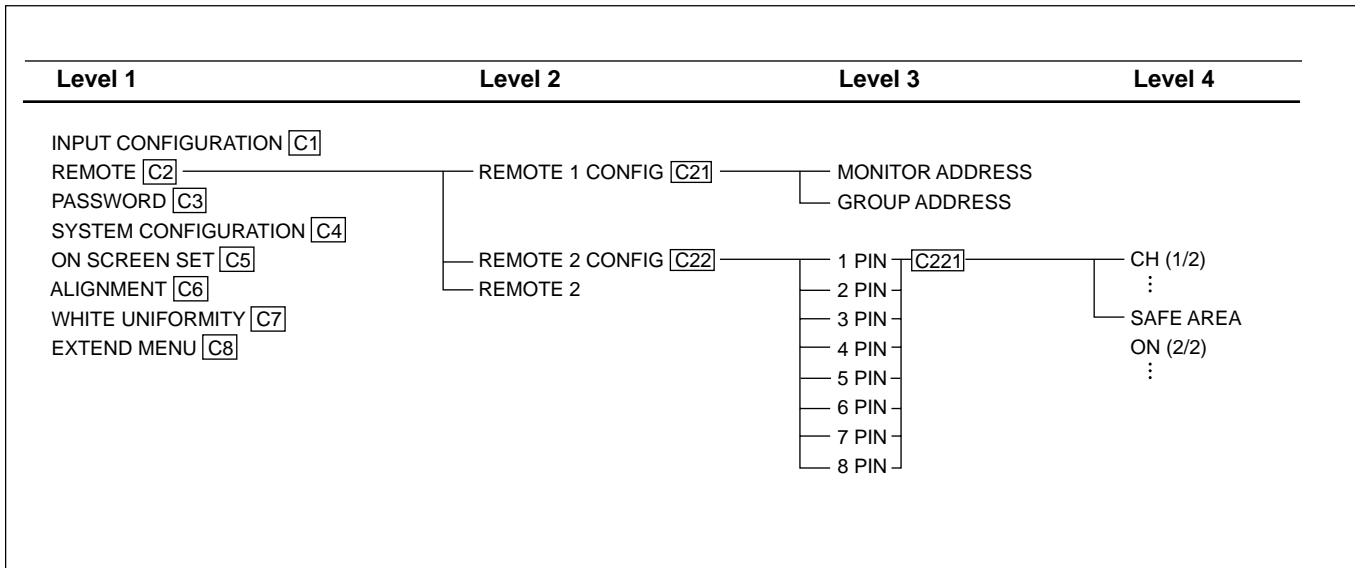 Level 1 Level 2 Level 3 Level 4
INPUT CONFIGURATION C1
REMOTE C2 REMOTE 1 CONFIG C21 MONITOR ADDRESS
PASSWORD C3 GROUP ADDRESS
SYSTEM CONFIGURATION C4
ON SCREEN SET C5 REMOTE 2 CONFIG C22 1 PIN C221 CH (1/2)
ALIGNMENT C6 REMOTE 2 2 PIN ⋮
WHITE UNIFORMITY C7 3 PIN SAFE AREA
EXTEND MENU C8 4 PIN ON (2/2)
5 PIN ⋮
6 PIN
7 PIN
8 PIN